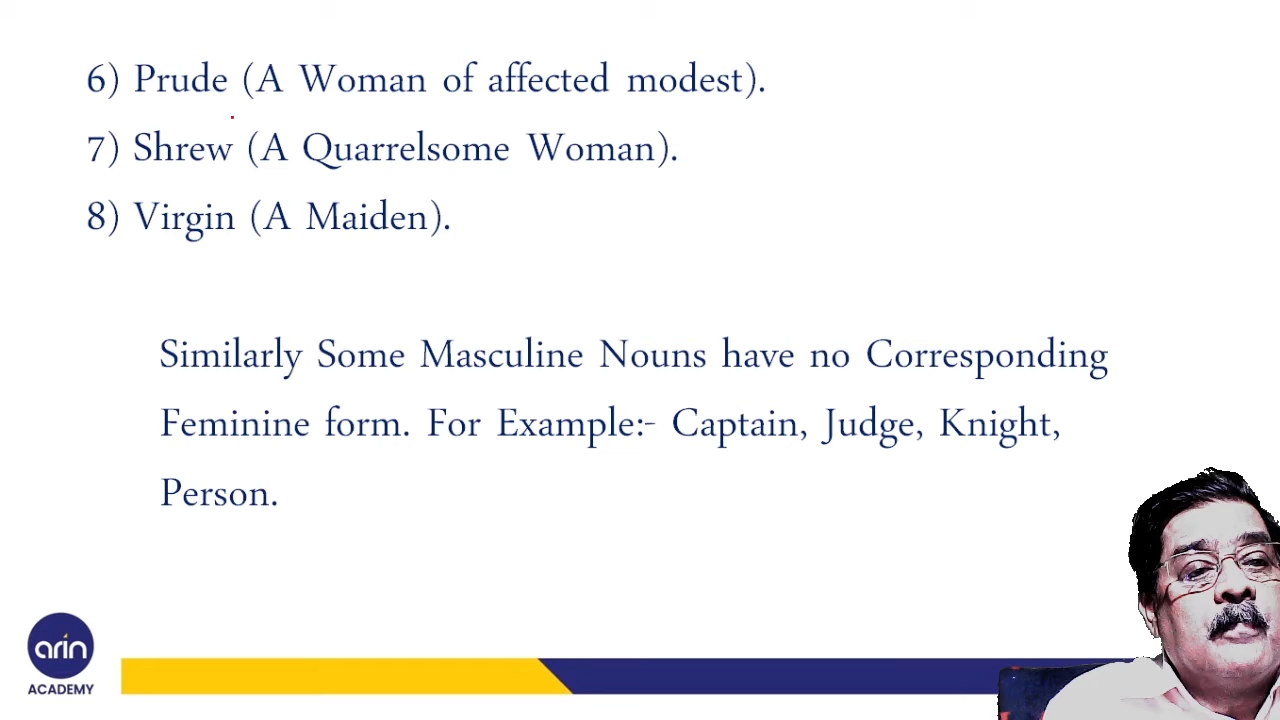 6) Prude (A Woman of affected modest).
7) Shrew (A Quarrelsome Woman).
8) Virgin (A Maiden).
Similarly Some Masculine Nouns have no Corresponding
Feminine form. For Example:- Captain, Judge, Knight,
Person.
arin
ACADEMY